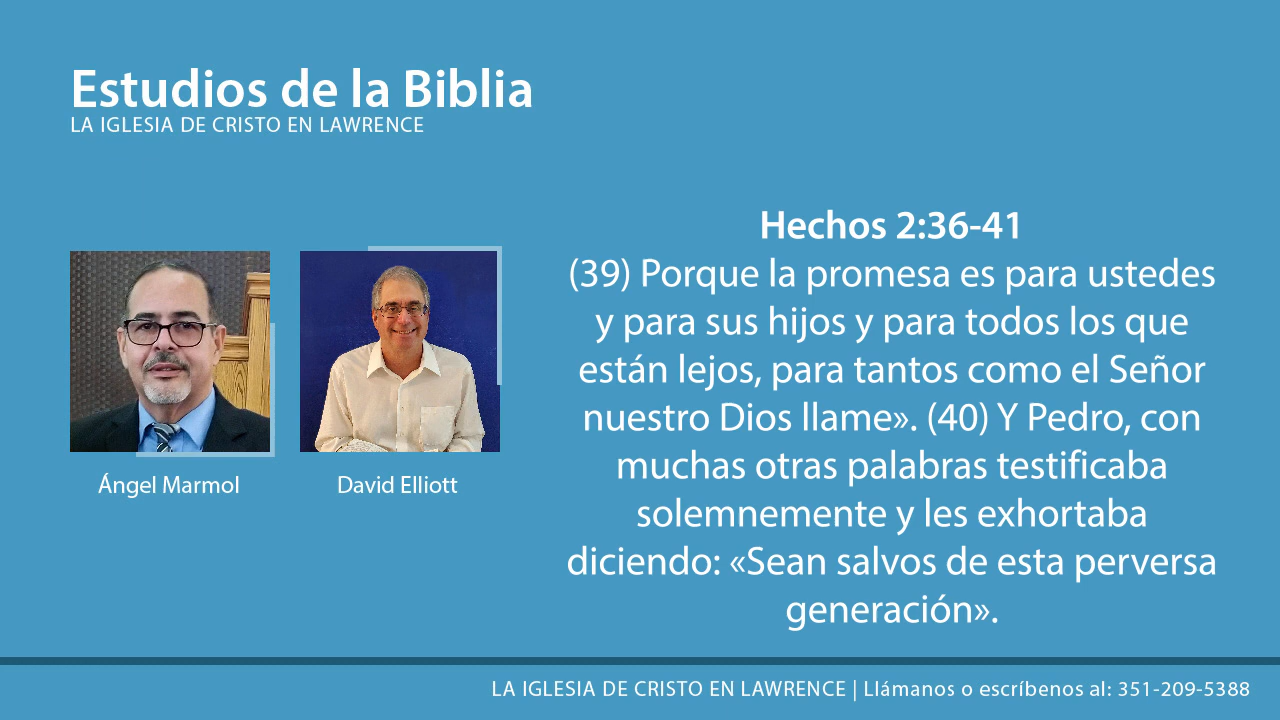 Estudios de la Biblia
LA IGLESIA DE CRISTO EN LAWRENCE
Ángel Marmol
David Elliott
Hechos 2:36-41
(39) Porque la promesa es para ustedes
y para sus hijos y para todos los que
están lejos, para tantos como el Señor
nuestro Dios llame». (40) Y Pedro, con
muchas otras palabras testificaba
solemnemente y les exhortaba
diciendo: «Sean salvos de esta perversa
generación».
LA IGLESIA DE CRISTO EN LAWRENCE | Llámanos o escríbenos al: 351-209-5388